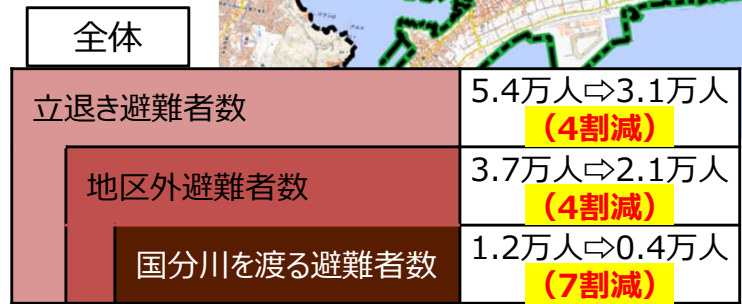 全体
立退き避難者数
5.4万人⇨3.1万人
（4割減）
地区外避難者数
3.7万人⇨2.1万人
（4割減）
国分川を渡る避難者数
1.2万人⇨0.4万人
（7割減）